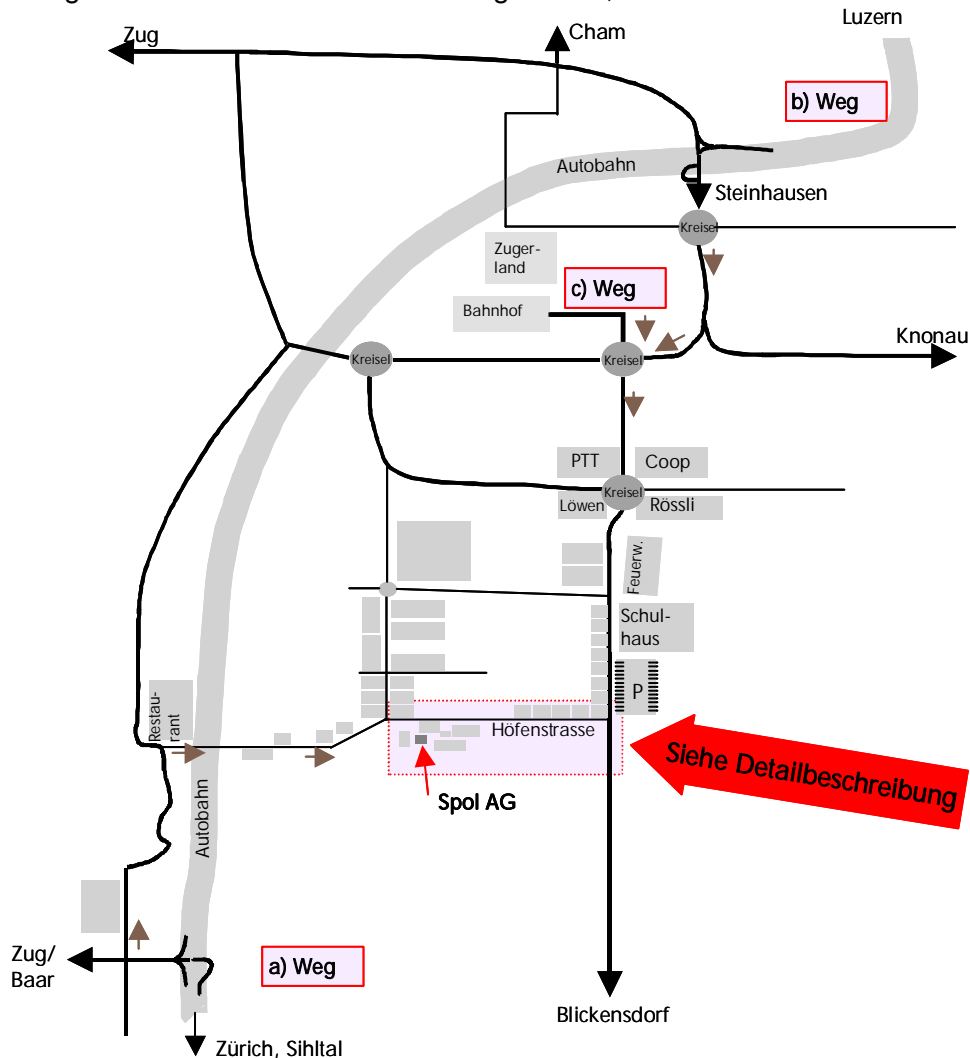 Luzern
Zug
Cham
b) Weg
Autobahn
Steinhausen
Kreisel
Zuger-
land
c) Weg
Bahnhof
Knonau
Kreisel
Kreisel
PTT
Coop
Kreisel
Löwen
Rössli
Feuerw.
Schul-
haus
P
Restau-
rant
Höfenstrasse
Siehe Detailbeschreibung
Spol AG
Autobahn
Zug/
Baar
a) Weg
Blickensdorf
Zürich, Sihltal